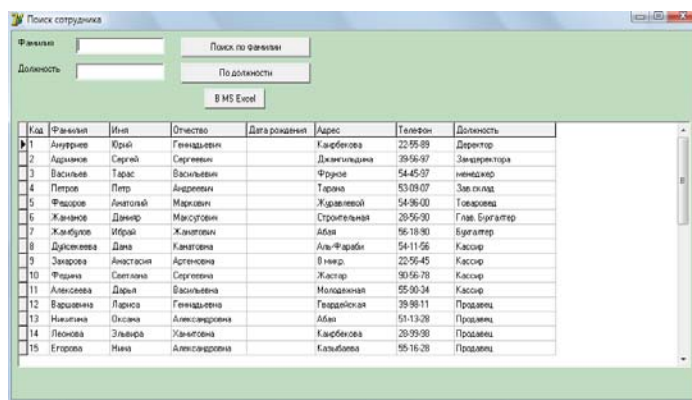 Поиск сотрудника
Фамилия
Поиск по фамилии
Должность
По должности
В MS Excel
Код Фамилия Имя Отчество Дата рождения Адрес Телефон Должность
1 Ануфриев Юрий Геннадьевич Каирбекова 22-55-89 Директор
2 Адрианов Сергей Сергеевич Джангильдина 39-56-97 Замдиректора
3 Васильев Тарас Васильевич Фрунзе 54-45-97 менеджер
4 Петров Петр Андреевич Тарана 53-09-07 Зав.склад
5 Федоров Анатолий Маркович Журавлевой 54-96-00 Товаровед
6 Жаманов Данияр Максутович Строительная 28-56-90 Глав. Бухгалтер
7 Жамбулов Ибрай Жанатович Абая 56-18-90 Бухгалтер
8 Дуйсекеева Дана Канатовна Аль-Фараби 54-11-56 Кассир
9 Захарова Анастасия Артемовна 8 микр. 22-56-45 Кассир
10 Федина Светлана Сергеевна Жастар 90-56-78 Кассир
11 Алексеева Дарья Васильевна Молодежная 55-90-34 Кассир
12 Варшавина Лариса Геннадьевна Гвардейская 39-98-11 Продавец
13 Никитина Оксана Александровна Абая 51-13-28 Продавец
14 Леонова Эльвира Хамитовна Каирбекова 28-99-98 Продавец
15 Егорова Нина Александровна Казыбаева 55-16-28 Продавец